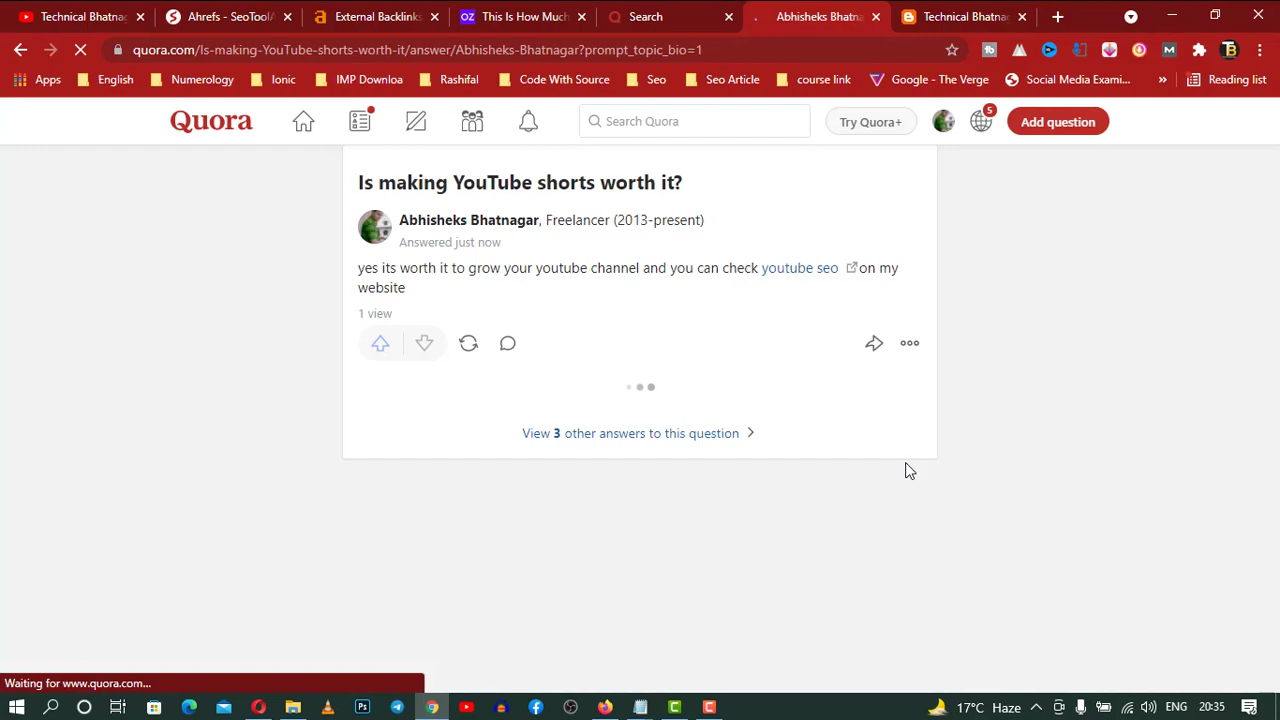 Technical Bhatnag
Ahrefs - SeoToolA
External Backlinks
This Is How Much
Search
Abhisheks Bhatna
Technical Bhatnag
quora.com/Is-making-YouTube-shorts-worth-it/answer/Abhisheks-Bhatnagar?prompt_topic_bio=1
Apps English Numerology Ionic IMP Downloa Rashifal Code With Source Seo Seo Article course link Google - The Verge Social Media Exami... » Reading list
Quora
Search Quora
Try Quora+
5
Add question
Is making YouTube shorts worth it?
Abhisheks Bhatnagar, Freelancer (2013-present)
Answered just now
yes its worth it to grow your youtube channel and you can check youtube seo on my
website
1 view
View 3 other answers to this question
Waiting for www.quora.com...
17°C Haze ENG 20:35